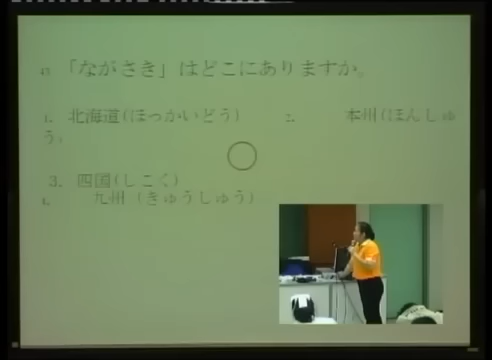 43 「ながさき」はどこにありますか。
1. 北海道(ほっかいどう) 2. 本州(ほんしゅ
う)
3. 四国(しこく)
4. 九州 (きゅうしゅう)